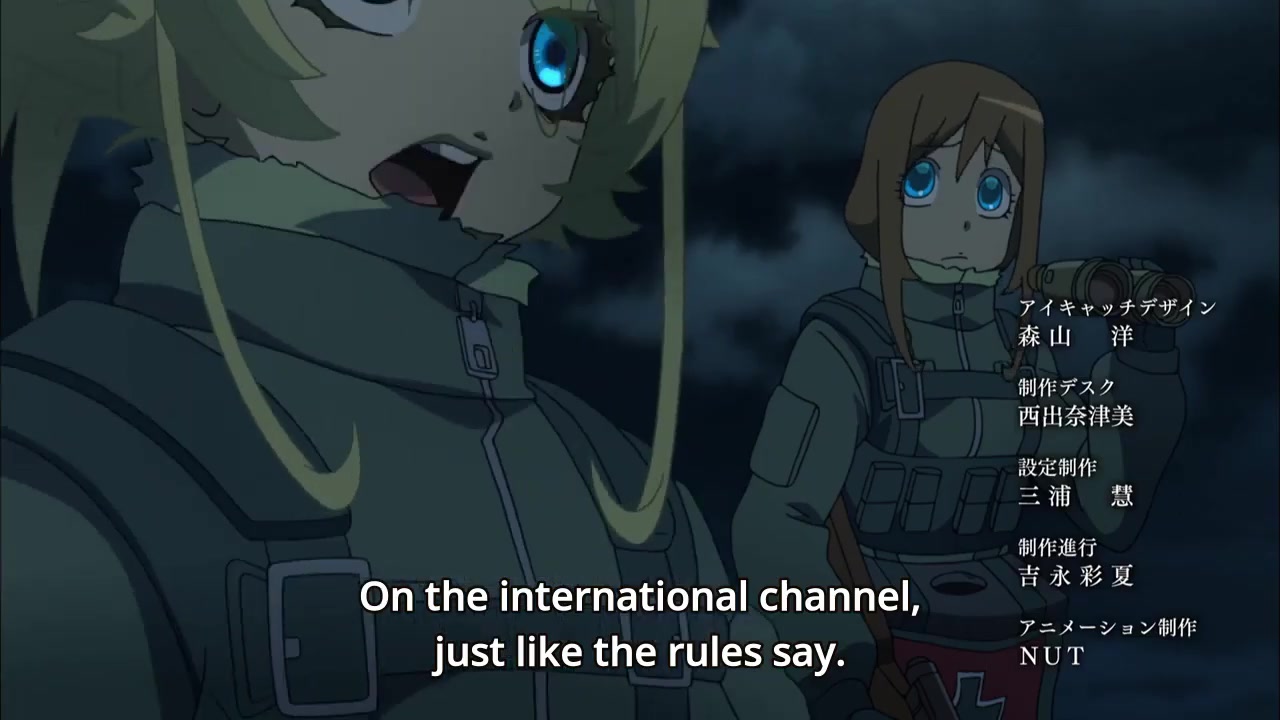 アイキャッチデザイン
森山　洋
制作デスク
西出奈津美
設定制作
三浦　慧
制作進行
吉永彩夏
アニメーション制作
NUT
On the international channel,
just like the rules say.